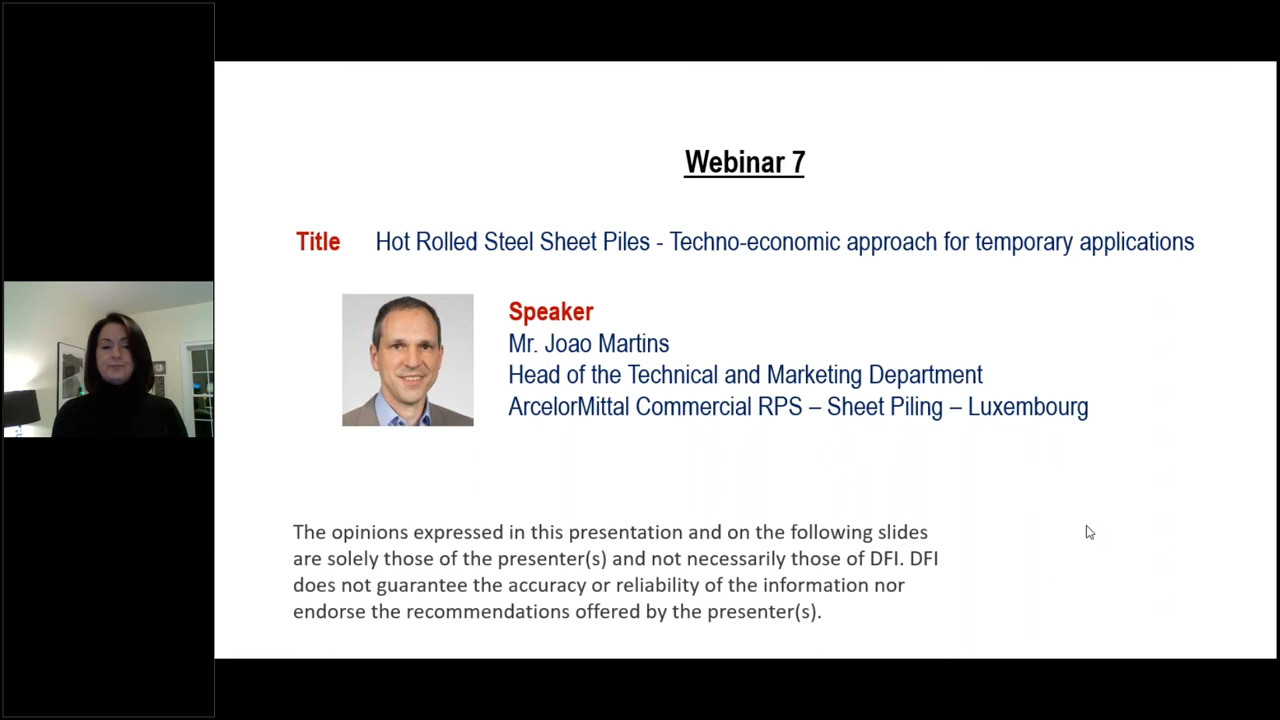 Webinar 7
Title Hot Rolled Steel Sheet Piles - Techno-economic approach for temporary applications
Speaker
Mr. Joao Martins
Head of the Technical and Marketing Department
ArcelorMittal Commercial RPS – Sheet Piling – Luxembourg
The opinions expressed in this presentation and on the following slides
are solely those of the presenter(s) and not necessarily those of DFI. DFI
does not guarantee the accuracy or reliability of the information nor
endorse the recommendations offered by the presenter(s).